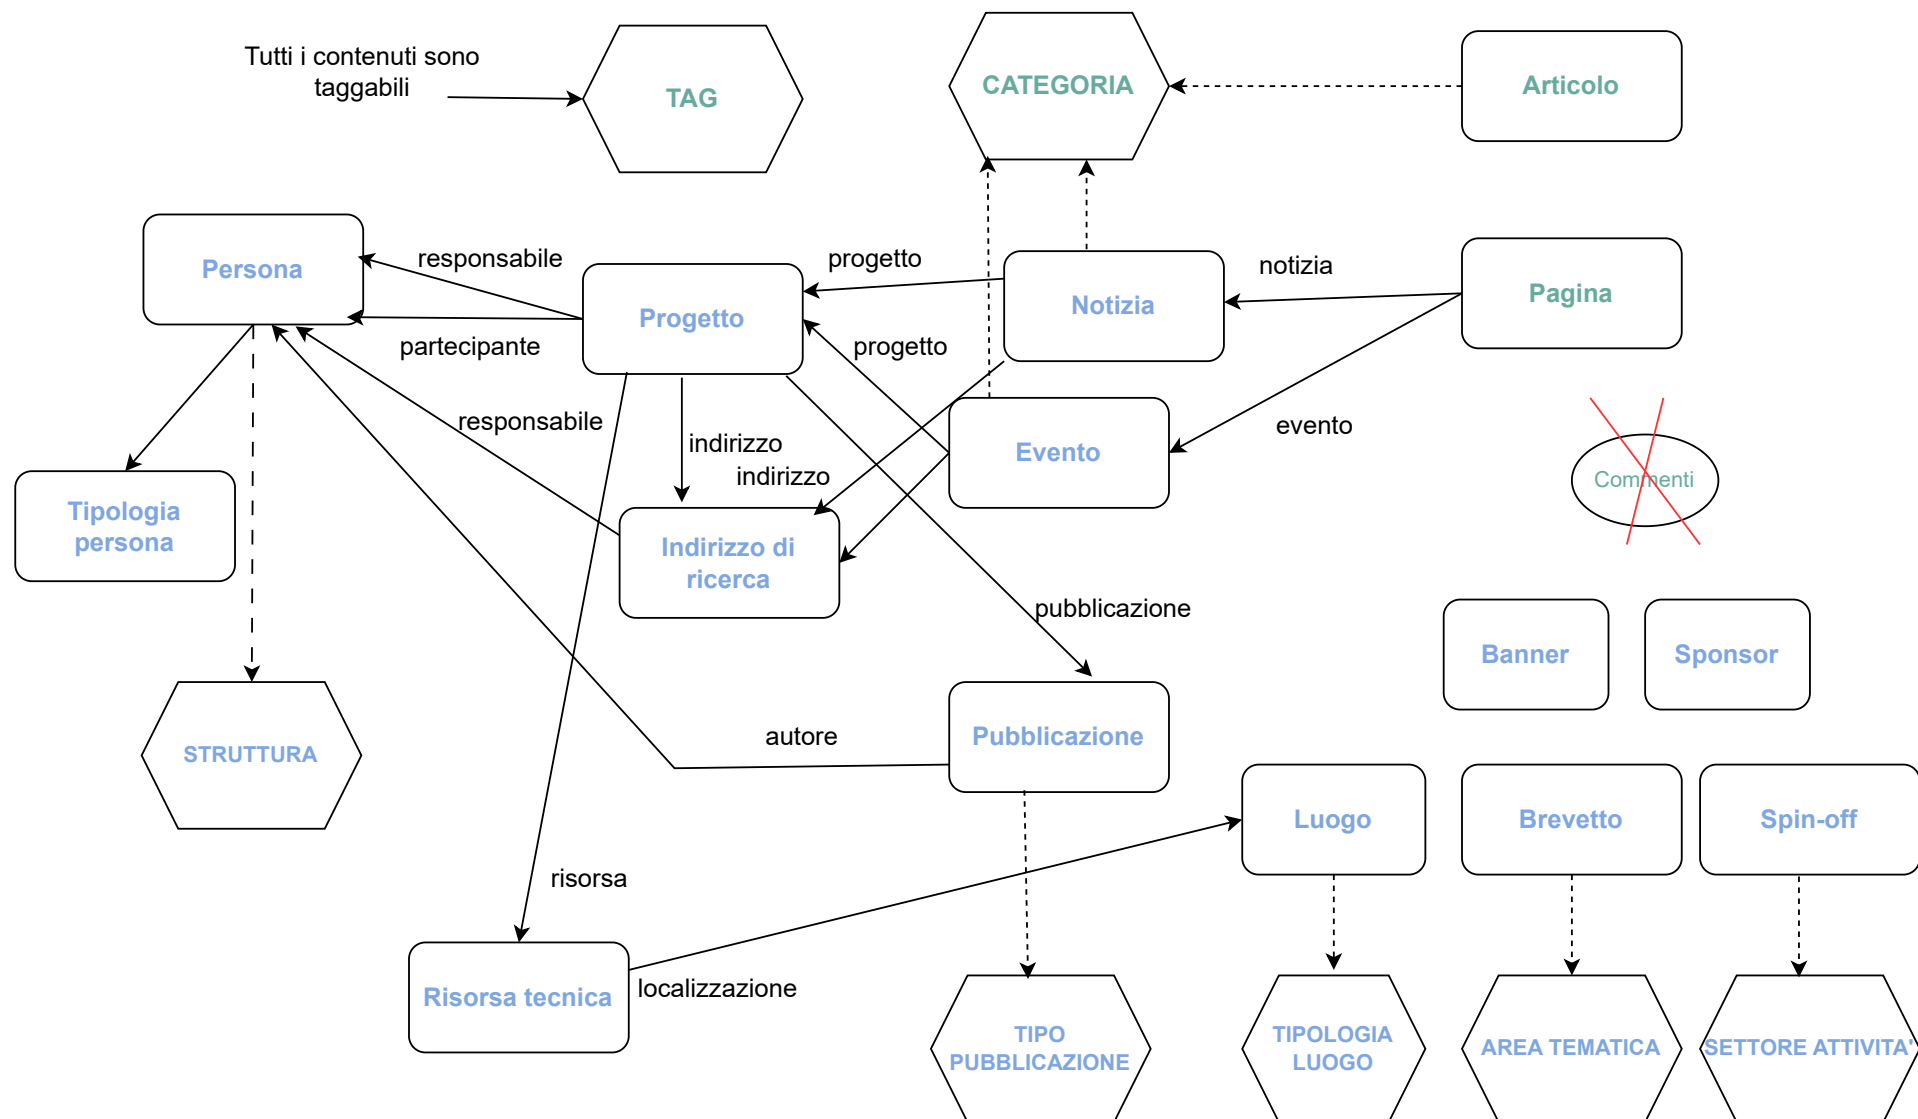 Tutti i contenuti sono
taggabili
TAG
CATEGORIA
Articolo
Persona
responsabile
Progetto
progetto
Notizia
notizia
Pagina
partecipante
progetto
responsabile
indirizzo
indirizzo
Evento
evento
Commenti
Tipologia
persona
Indirizzo di
ricerca
pubblicazione
Banner
Sponsor
STRUTTURA
autore
Pubblicazione
Luogo
Brevetto
Spin-off
risorsa
Risorsa tecnica
localizzazione
TIPO
PUBBLICAZIONE
TIPOLOGIA
LUOGO
AREA TEMATICA
SETTORE ATTIVITA'